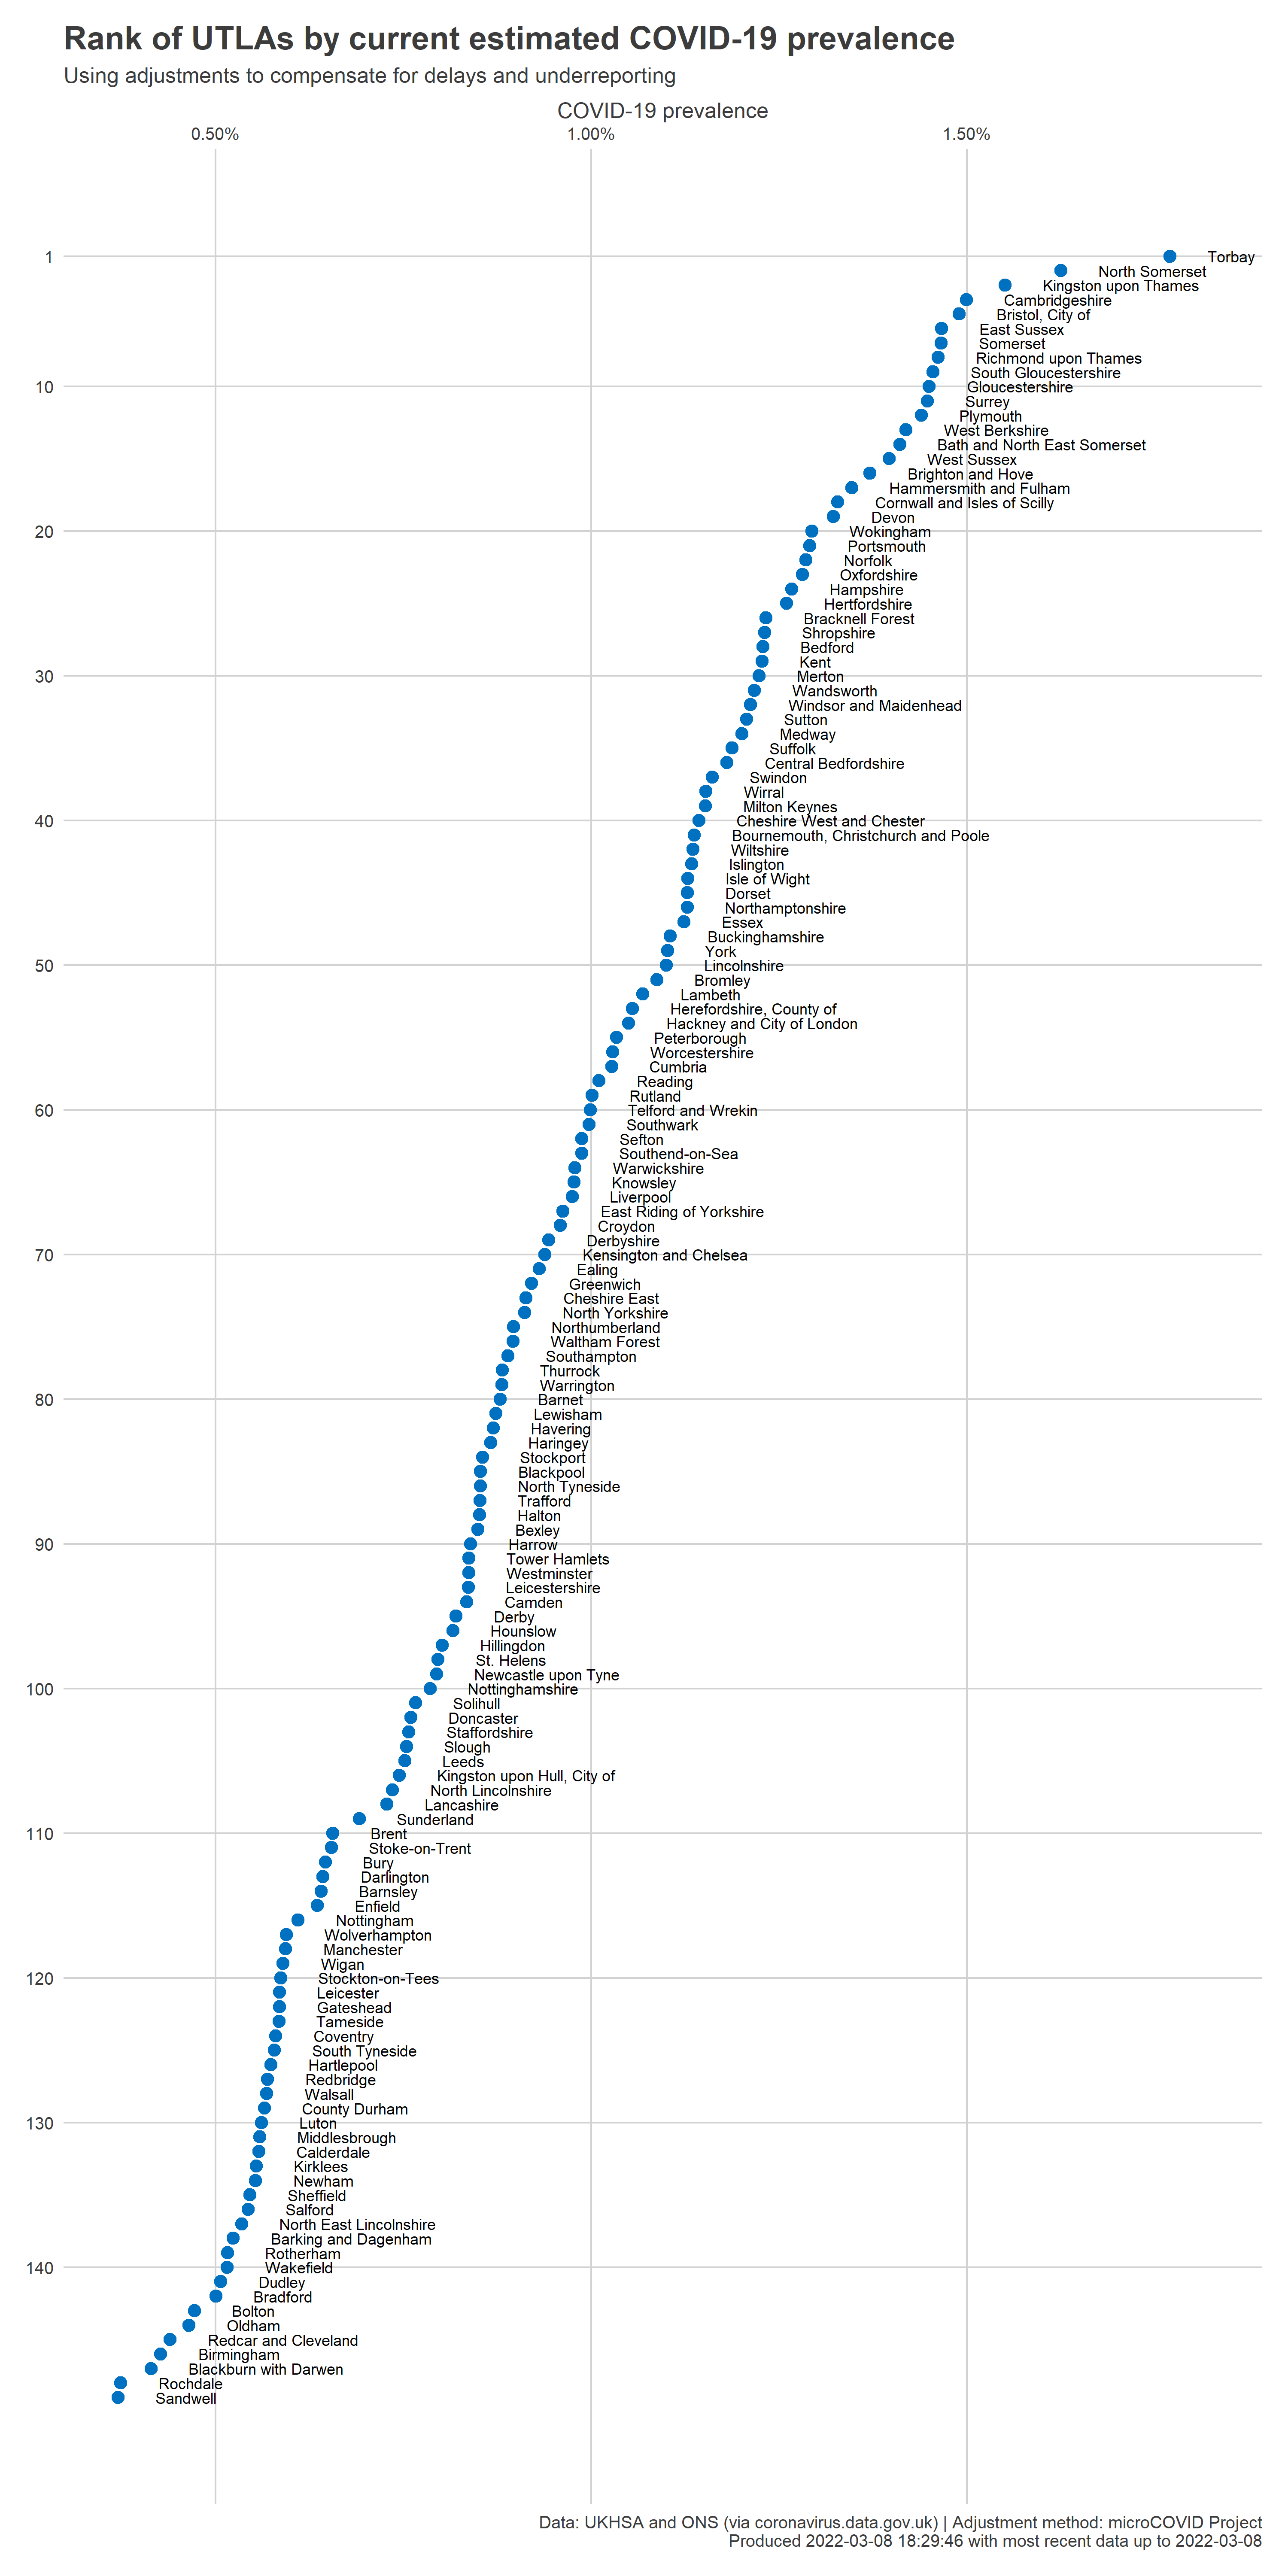 Rank of UTLAs by current estimated COVID-19 prevalence
Using adjustments to compensate for delays and underreporting
COVID-19 prevalence
0.50% 1.00% 1.50%
1 Torbay
North Somerset
Kingston upon Thames
Cambridgeshire
Bristol, City of
East Sussex
Somerset
Richmond upon Thames
South Gloucestershire
10 Gloucestershire
Surrey
Plymouth
West Berkshire
Bath and North East Somerset
West Sussex
Brighton and Hove
Hammersmith and Fulham
Cornwall and Isles of Scilly
Devon
20 Wokingham
Portsmouth
Norfolk
Oxfordshire
Hampshire
Hertfordshire
Bracknell Forest
Shropshire
Bedford
Kent
30 Merton
Wandsworth
Windsor and Maidenhead
Sutton
Medway
Suffolk
Central Bedfordshire
Swindon
Wirral
Milton Keynes
40 Cheshire West and Chester
Bournemouth, Christchurch and Poole
Wiltshire
Islington
Isle of Wight
Dorset
Northamptonshire
Essex
Buckinghamshire
York
50 Lincolnshire
Bromley
Lambeth
Herefordshire, County of
Hackney and City of London
Peterborough
Worcestershire
Cumbria
Reading
Rutland
60 Telford and Wrekin
Southwark
Sefton
Southend-on-Sea
Warwickshire
Knowsley
Liverpool
East Riding of Yorkshire
Croydon
Derbyshire
70 Kensington and Chelsea
Ealing
Greenwich
Cheshire East
North Yorkshire
Northumberland
Waltham Forest
Southampton
Thurrock
Warrington
80 Barnet
Lewisham
Havering
Haringey
Stockport
Blackpool
North Tyneside
Trafford
Halton
Bexley
90 Harrow
Tower Hamlets
Westminster
Leicestershire
Camden
Derby
Hounslow
Hillingdon
St. Helens
Newcastle upon Tyne
100 Nottinghamshire
Solihull
Doncaster
Staffordshire
Slough
Leeds
Kingston upon Hull, City of
North Lincolnshire
Lancashire
Sunderland
110 Brent
Stoke-on-Trent
Bury
Darlington
Barnsley
Enfield
Nottingham
Wolverhampton
Manchester
Wigan
120 Stockton-on-Tees
Leicester
Gateshead
Tameside
Coventry
South Tyneside
Hartlepool
Redbridge
Walsall
County Durham
130 Luton
Middlesbrough
Calderdale
Kirklees
Newham
Sheffield
Salford
North East Lincolnshire
Barking and Dagenham
Rotherham
140 Wakefield
Dudley
Bradford
Bolton
Oldham
Redcar and Cleveland
Birmingham
Blackburn with Darwen
Rochdale
Sandwell
Data: UKHSA and ONS (via coronavirus.data.gov.uk) | Adjustment method: microCOVID Project
Produced 2022-03-08 18:29:46 with most recent data up to 2022-03-08